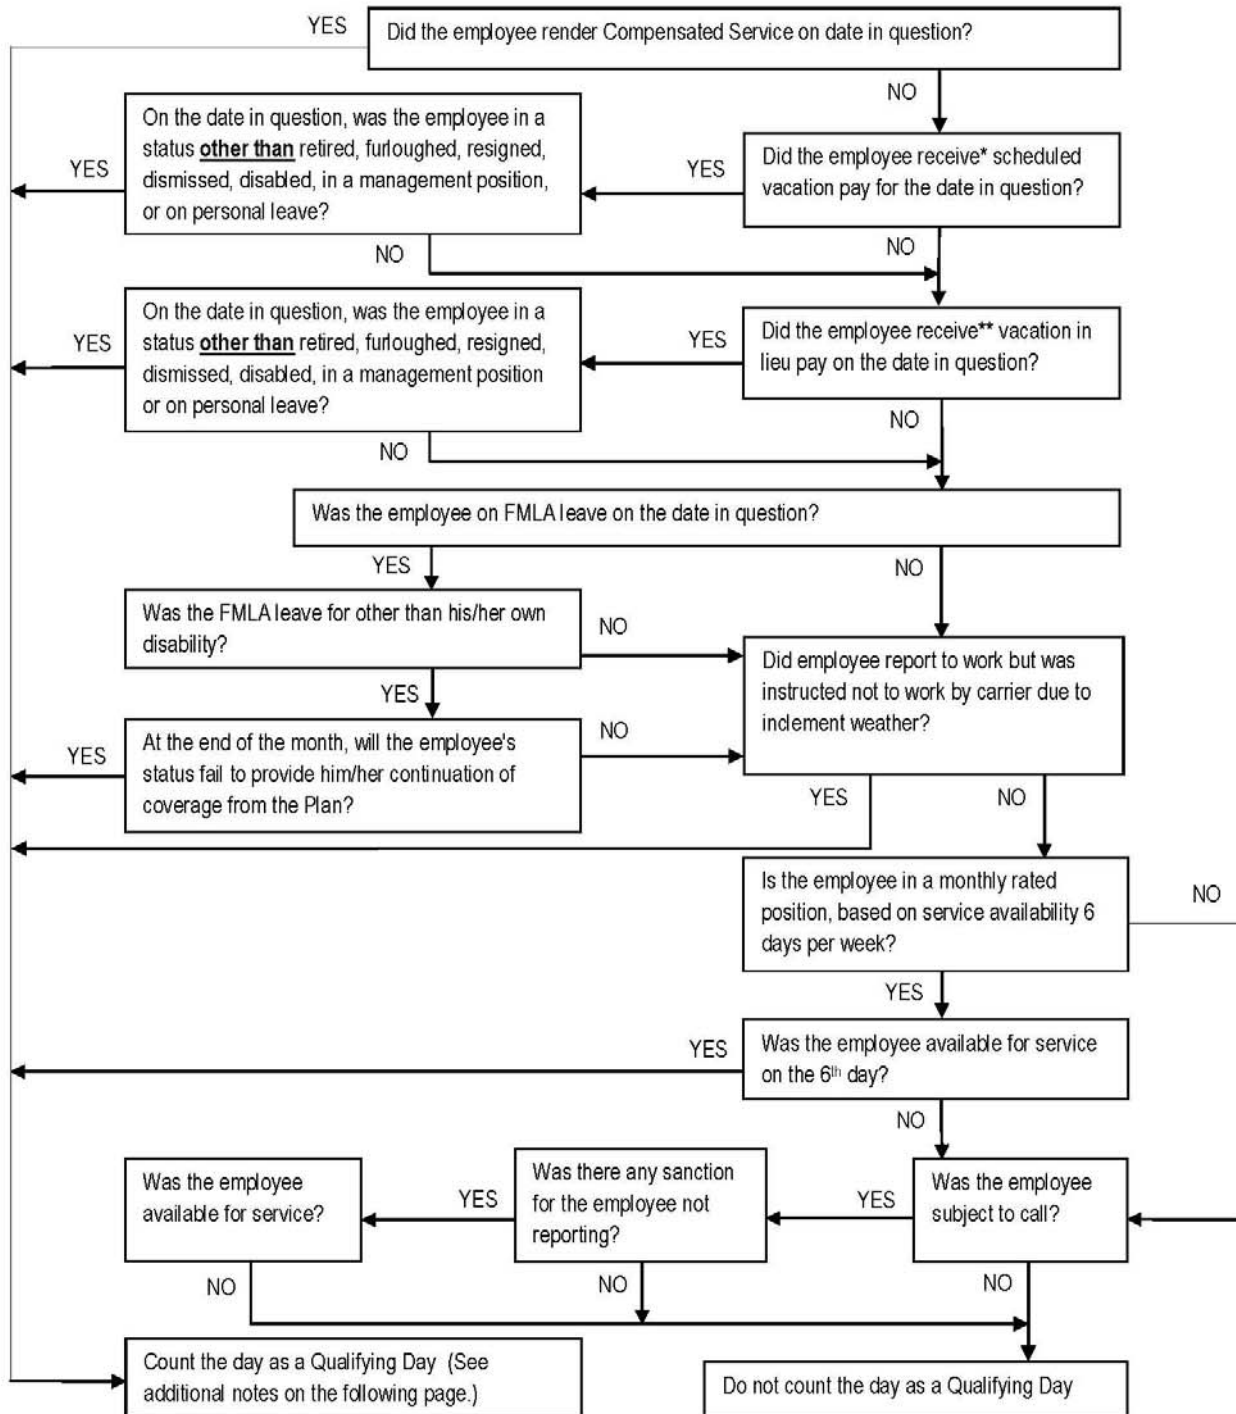 YES
Did the employee render Compensated Service on date in question?
NO
On the date in question, was the employee in a
status other than retired, furloughed, resigned,
dismissed, disabled, in a management position,
or on personal leave?
YES
YES
Did the employee receive* scheduled
vacation pay for the date in question?
NO
NO
On the date in question, was the employee in a
status other than retired, furloughed, resigned,
dismissed, disabled, in a management position
or on personal leave?
YES
YES
Did the employee receive** vacation in
lieu pay on the date in question?
NO
NO
Was the employee on FMLA leave on the date in question?
YES
NO
Was the FMLA leave for other than his/her own
disability?
NO
YES
Did employee report to work but was
instructed not to work by carrier due to
inclement weather?
YES
At the end of the month, will the employee's
status fail to provide him/her continuation of
coverage from the Plan?
NO
YES
NO
Is the employee in a monthly rated
position, based on service availability 6
days per week?
NO
YES
YES
Was the employee available for service
on the 6th day?
NO
Was the employee
available for service?
YES
Was there any sanction
for the employee not
reporting?
YES
Was the employee
subject to call?
NO
NO
NO
Count the day as a Qualifying Day (See
additional notes on the following page.)
Do not count the day as a Qualifying Day